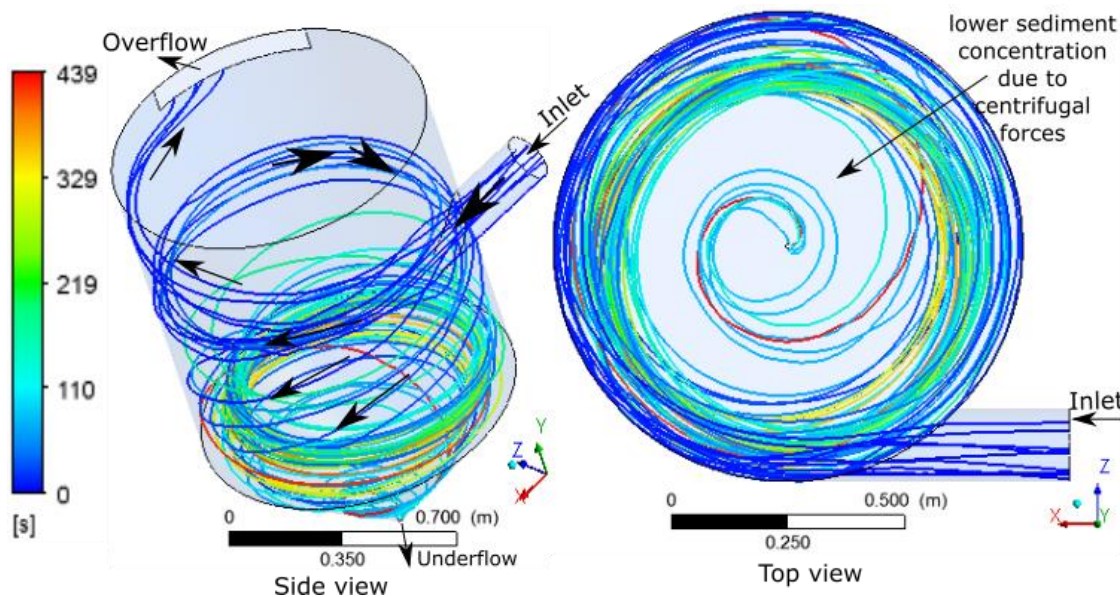 Overflow
Inlet
439
329
219
110
0
[s]
Y
Z
X
0
0.700 (m)
0.350
Underflow
Side view
lower sediment
concentration
due to
centrifugal
forces
Inlet
0
0.500 (m)
0.250
Z
X
Y
Top view